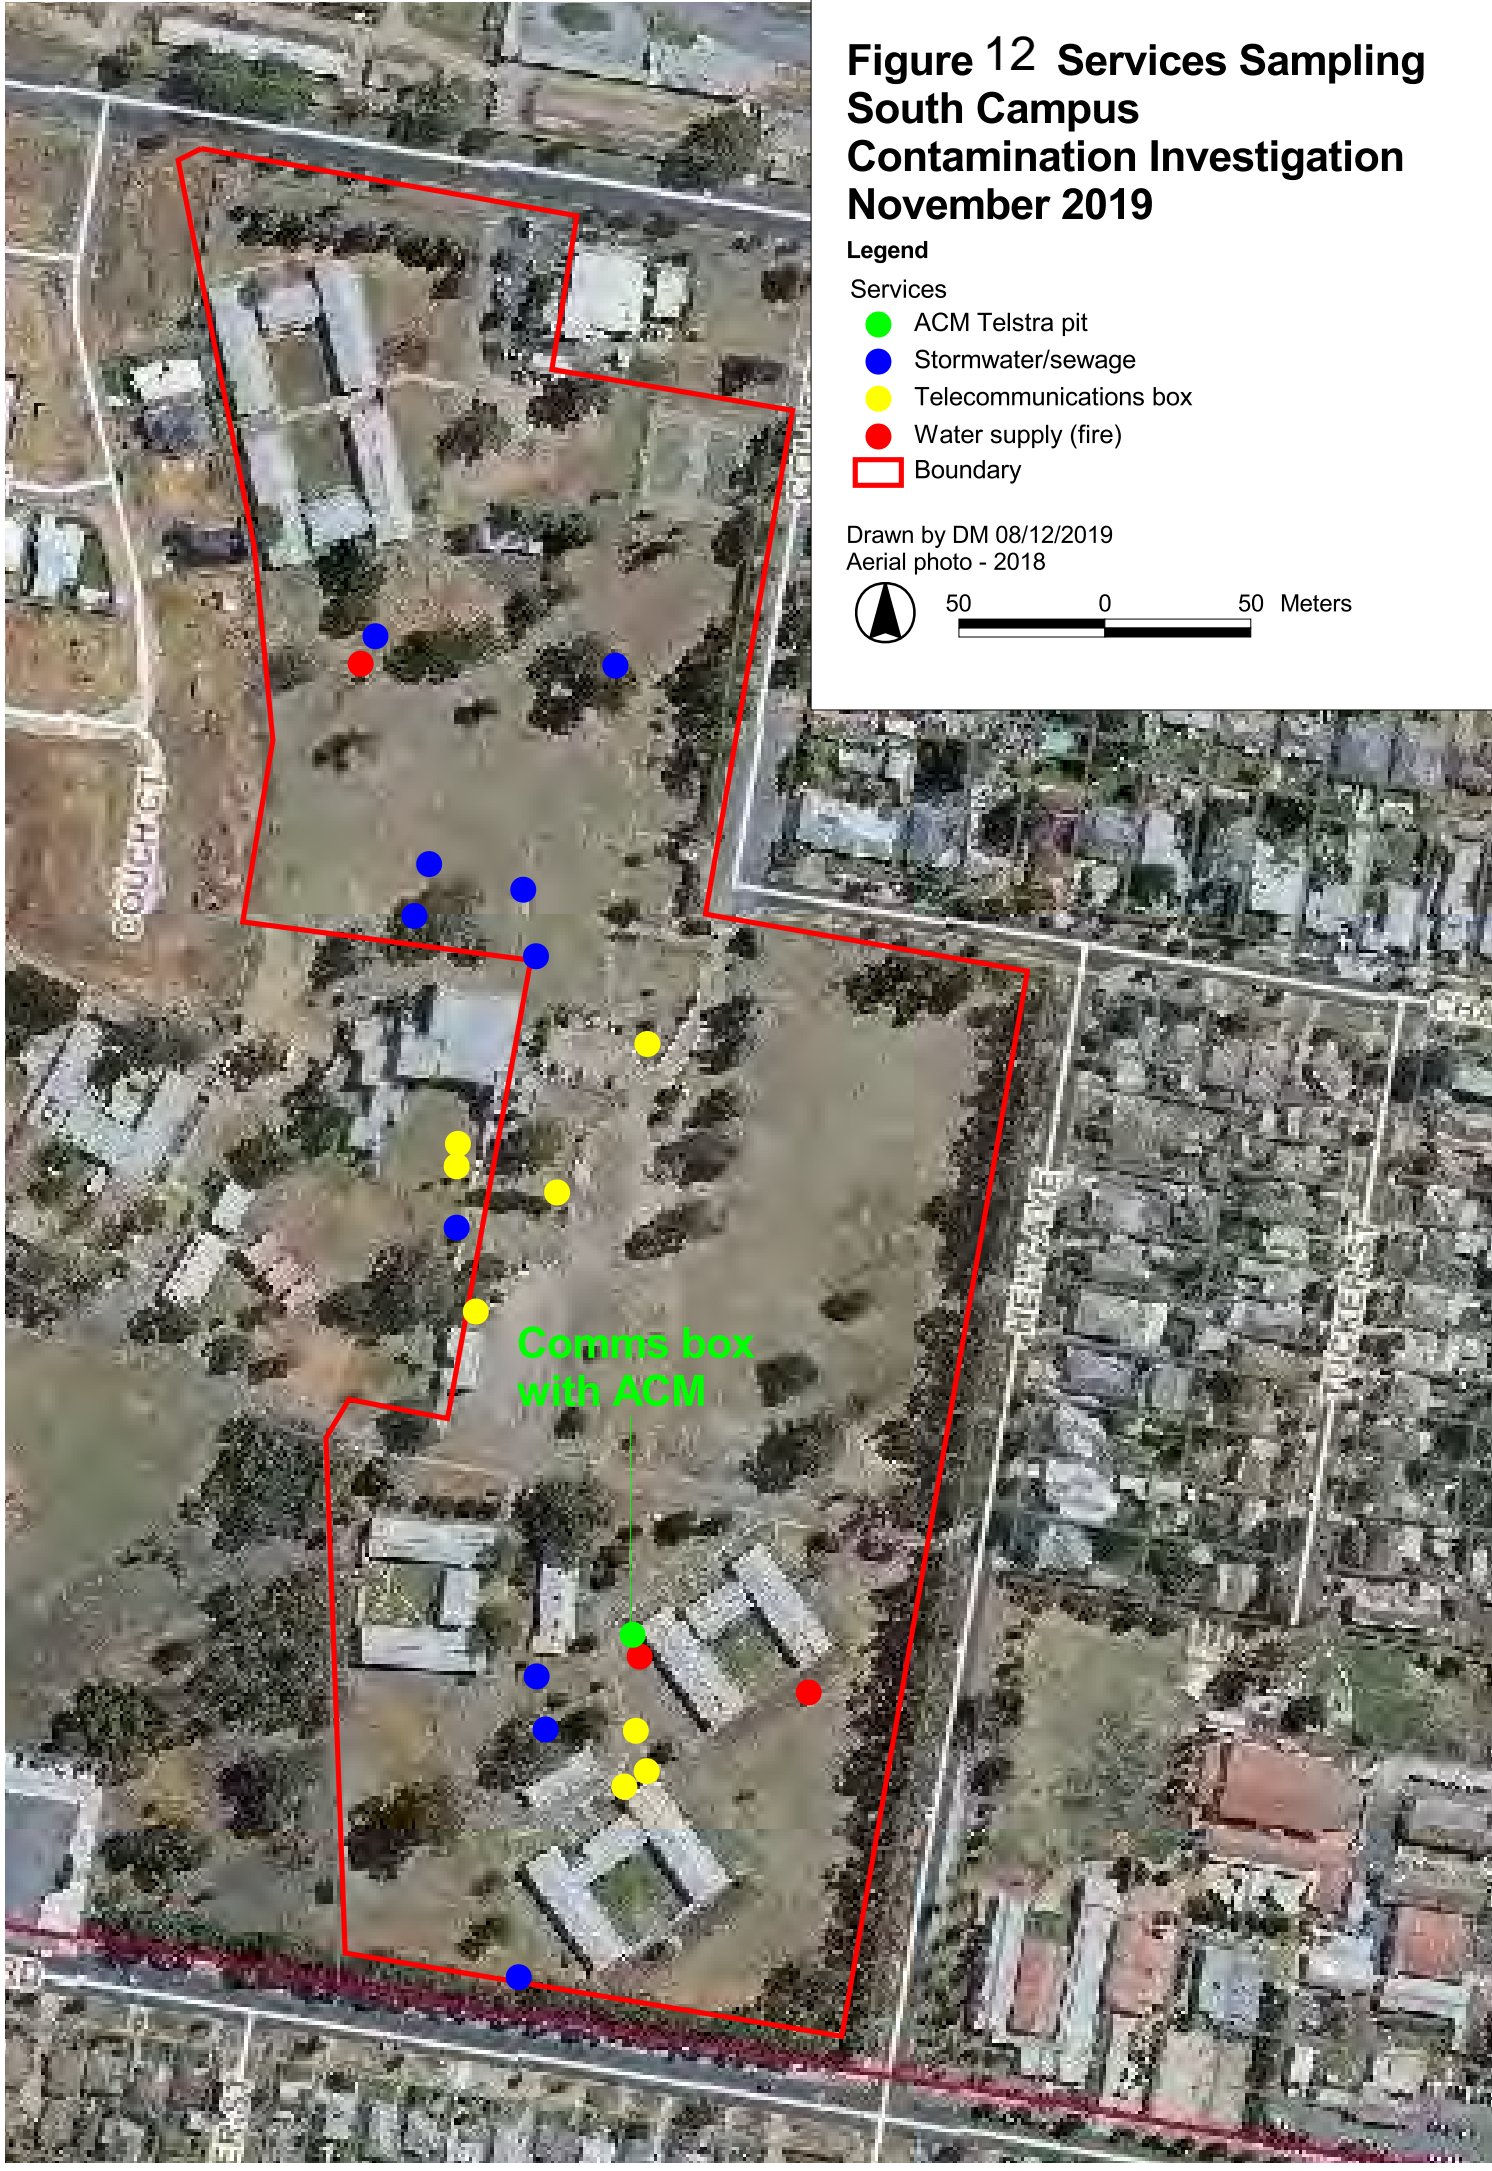 Figure 12 Services Sampling
South Campus
Contamination Investigation
November 2019
Legend
Services
ACM Telstra pit
Stormwater/sewage
Telecommunications box
Water supply (fire)
Boundary
Drawn by DM 08/12/2019
Aerial photo - 2018
50 0 50 Meters
Comms box
with ACM